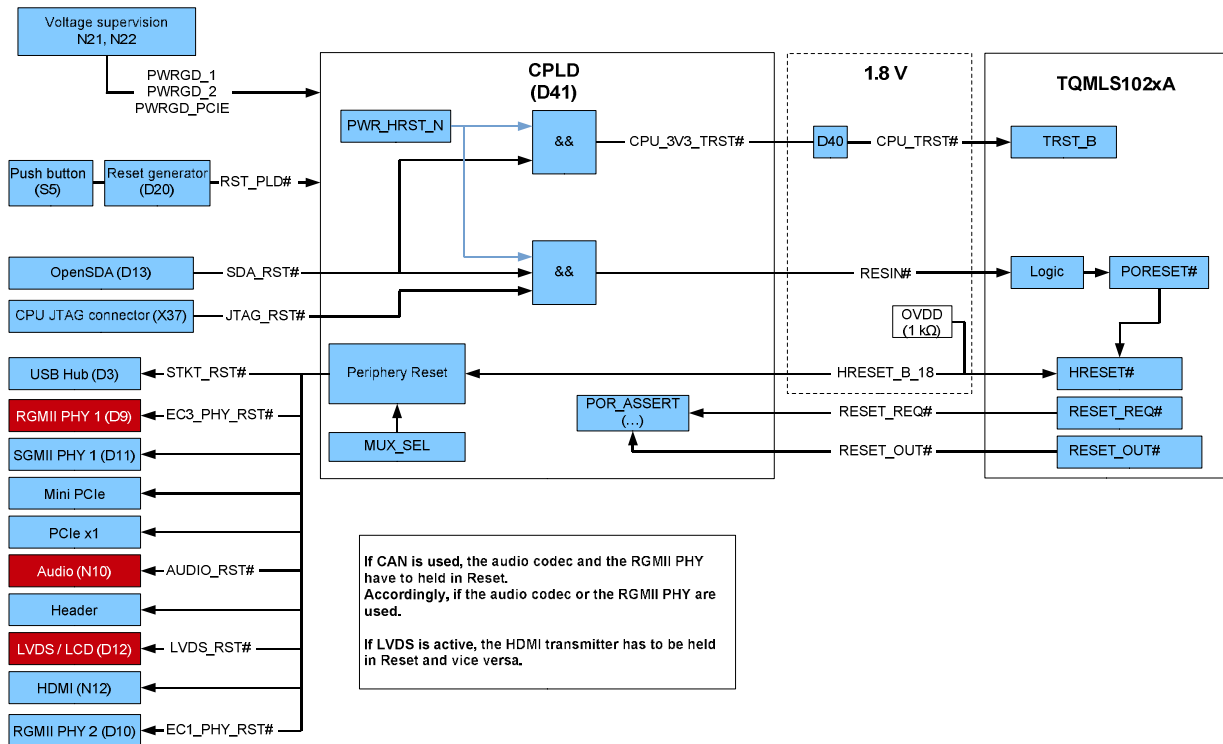 Voltage supervision
N21, N22
PWRGD_1
PWRGD_2
PWRGD_PCIE
CPLD
(D41)
1.8 V
TQMLS102xA
PWR_HRST_N
&&
CPU_3V3_TRST#
D40
CPU_TRST#
TRST_B
Push button
(S5)
Reset generator
(D20)
RST_PLD#
OpenSDA (D13)
SDA_RST#
&&
RESIN#
Logic
PORESET#
CPU JTAG connector (X37)
JTAG_RST#
OVDD
(1 kΩ)
USB Hub (D3)
STKT_RST#
Periphery Reset
HRESET_B_18
HRESET#
RGMII PHY 1 (D9)
EC3_PHY_RST#
POR_ASSERT
(...)
RESET_REQ#
RESET_REQ#
SGMII PHY 1 (D11)
MUX_SEL
RESET_OUT#
RESET_OUT#
Mini PCIe
PCIe x1
Audio (N10)
AUDIO_RST#
Header
LVDS / LCD (D12)
LVDS_RST#
HDMI (N12)
RGMII PHY 2 (D10)
EC1_PHY_RST#
If CAN is used, the audio codec and the RGMII PHY
have to held in Reset.
Accordingly, if the audio codec or the RGMII PHY are
used.
If LVDS is active, the HDMI transmitter has to be held
in Reset and vice versa.